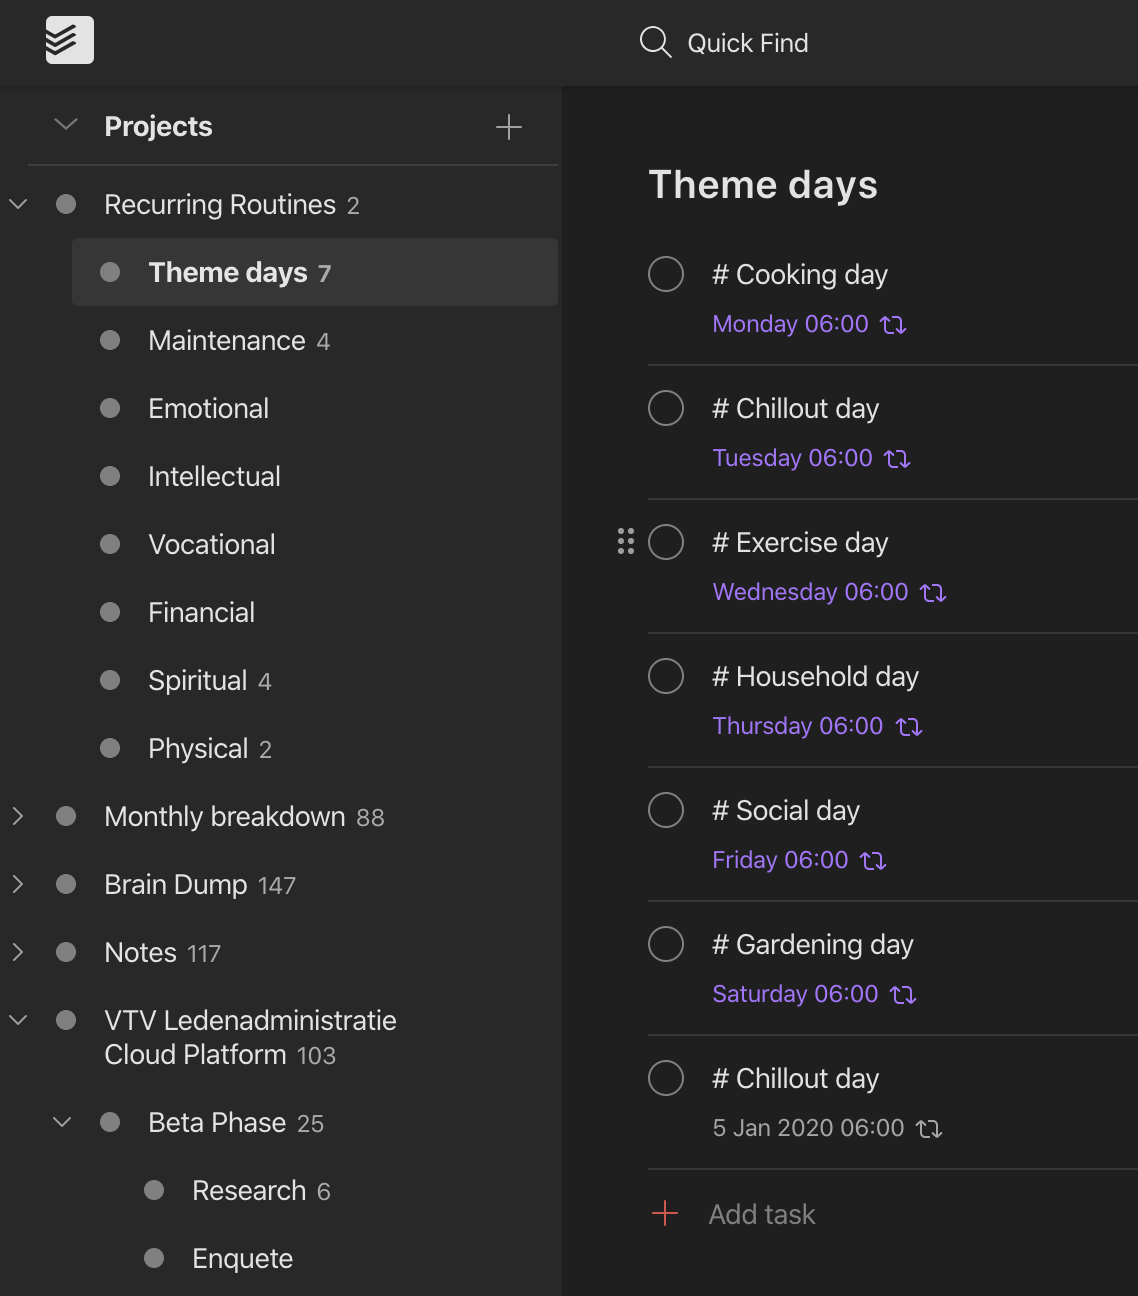 Quick Find
Projects
Recurring Routines 2
Theme days 7
Maintenance 4
Emotional
Intellectual
Vocational
Financial
Spiritual 4
Physical 2
Monthly breakdown 88
Brain Dump 147
Notes 117
VTV Ledenadministratie
Cloud Platform 103
Beta Phase 25
Research 6
Enquete
Theme days
# Cooking day
Monday 06:00
# Chillout day
Tuesday 06:00
# Exercise day
Wednesday 06:00
# Household day
Thursday 06:00
# Social day
Friday 06:00
# Gardening day
Saturday 06:00
# Chillout day
5 Jan 2020 06:00
Add task